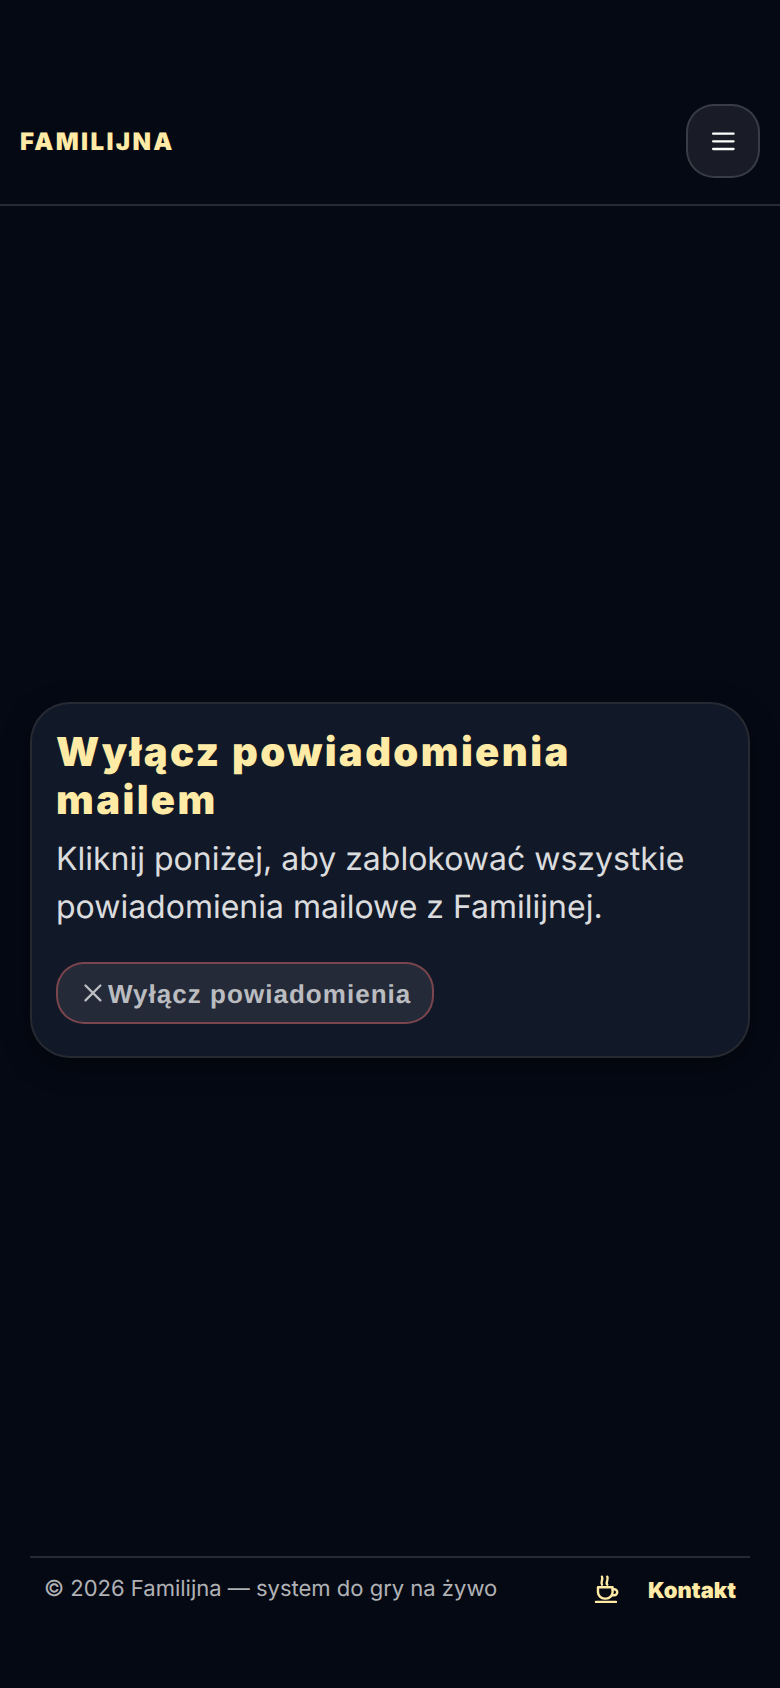 FAMILIJNA
Wyłącz powiadomienia
mailem
Kliknij poniżej, aby zablokować wszystkie
powiadomienia mailowe z Familijnej.
Wyłącz powiadomienia
© 2026 Familijna — system do gry na żywo
Kontakt